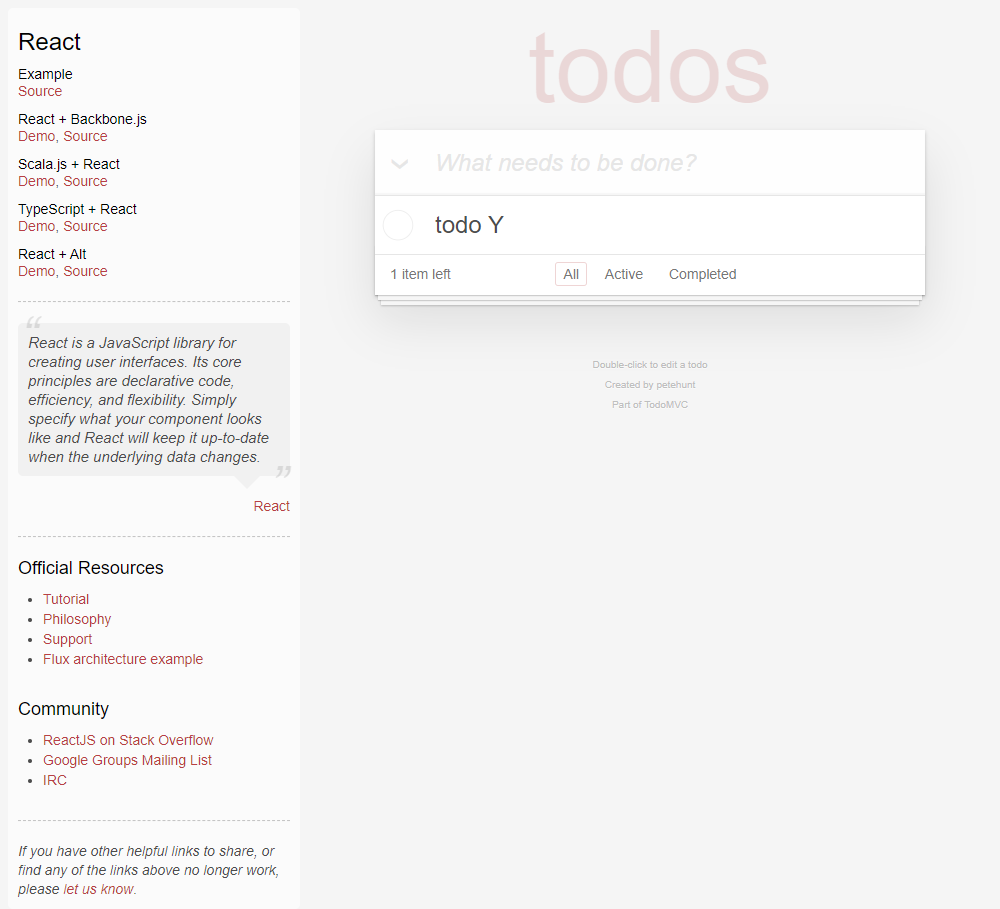 React
Example
Source
React + Backbone.js
Demo, Source
Scala.js + React
Demo, Source
TypeScript + React
Demo, Source
React + Alt
Demo, Source
“
React is a JavaScript library for
creating user interfaces. Its core
principles are declarative code,
efficiency, and flexibility. Simply
specify what your component looks
like and React will keep it up-to-date
when the underlying data changes.
”
React
Official Resources
• Tutorial
• Philosophy
• Support
• Flux architecture example
Community
• ReactJS on Stack Overflow
• Google Groups Mailing List
• IRC
If you have other helpful links to share, or
find any of the links above no longer work,
please let us know.
todos
What needs to be done?
todo Y
1 item left All Active Completed
Double-click to edit a todo
Created by petehunt
Part of TodoMVC